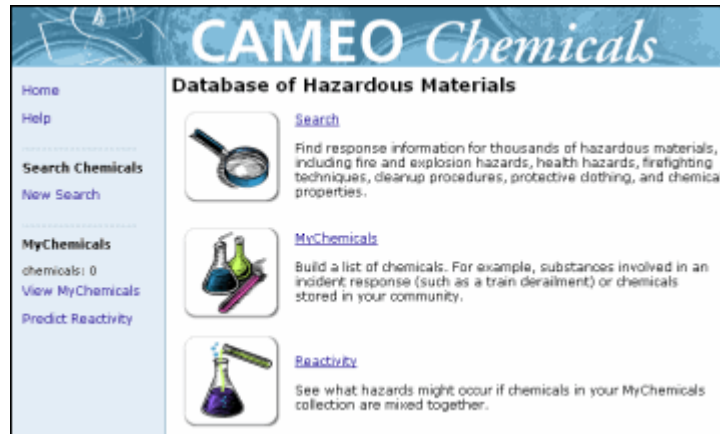 CAMEO Chemicals
Home
Help
Search Chemicals
New Search
MyChemicals
chemicals: 0
View MyChemicals
Predict Reactivity
Database of Hazardous Materials
Search
Find response information for thousands of hazardous materials,
including fire and explosion hazards, health hazards, firefighting
techniques, cleanup procedures, protective clothing, and chemica
properties.
MyChemicals
Build a list of chemicals. For example, substances involved in an
incident response (such as a train derailment) or chemicals
stored in your community.
Reactivity
See what hazards might occur if chemicals in your MyChemicals
collection are mixed together.